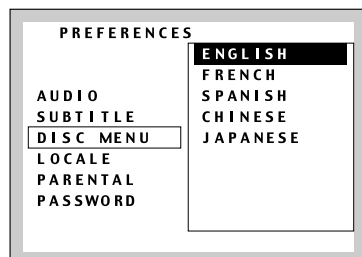 PREFERENCES
AUDIO
SUBTITLE
DISC MENU
LOCALE
PARENTAL
PASSWORD
ENGLISH
FRENCH
SPANISH
CHINESE
JAPANESE